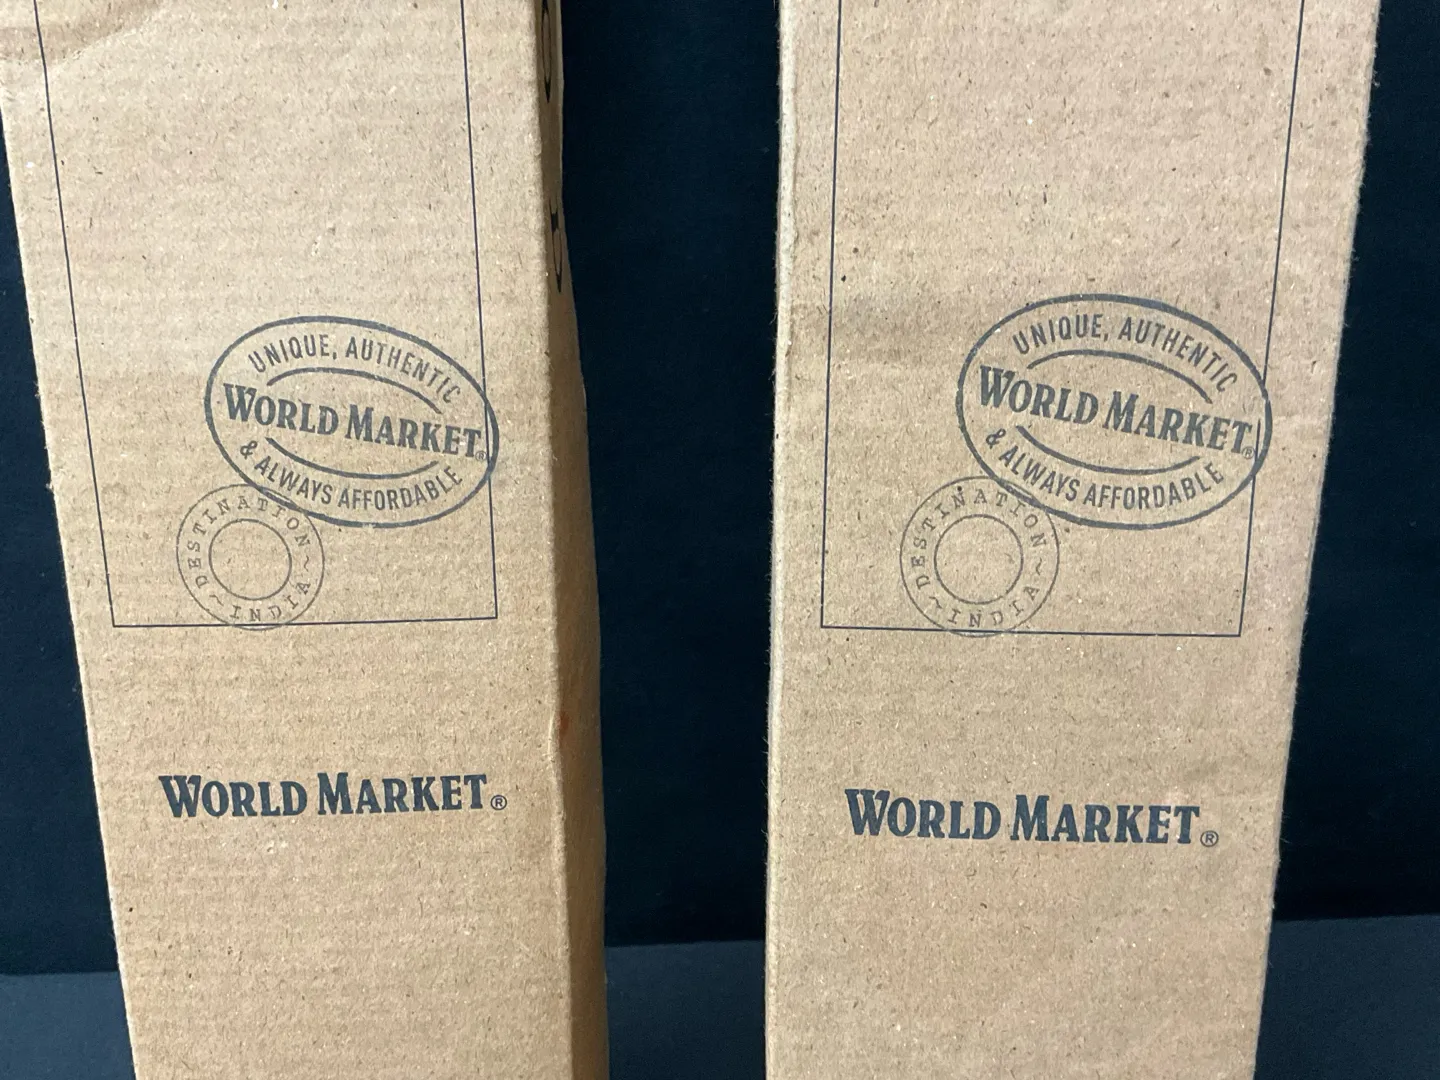 UNIQUE, AUTHENTIC
WORLD MARKET®
& ALWAYS AFFORDABLE
DESTINATION
~ INDIA ~
WORLD MARKET®
UNIQUE, AUTHENTIC
WORLD MARKET®
& ALWAYS AFFORDABLE
DESTINATION
~ INDIA ~
WORLD MARKET®